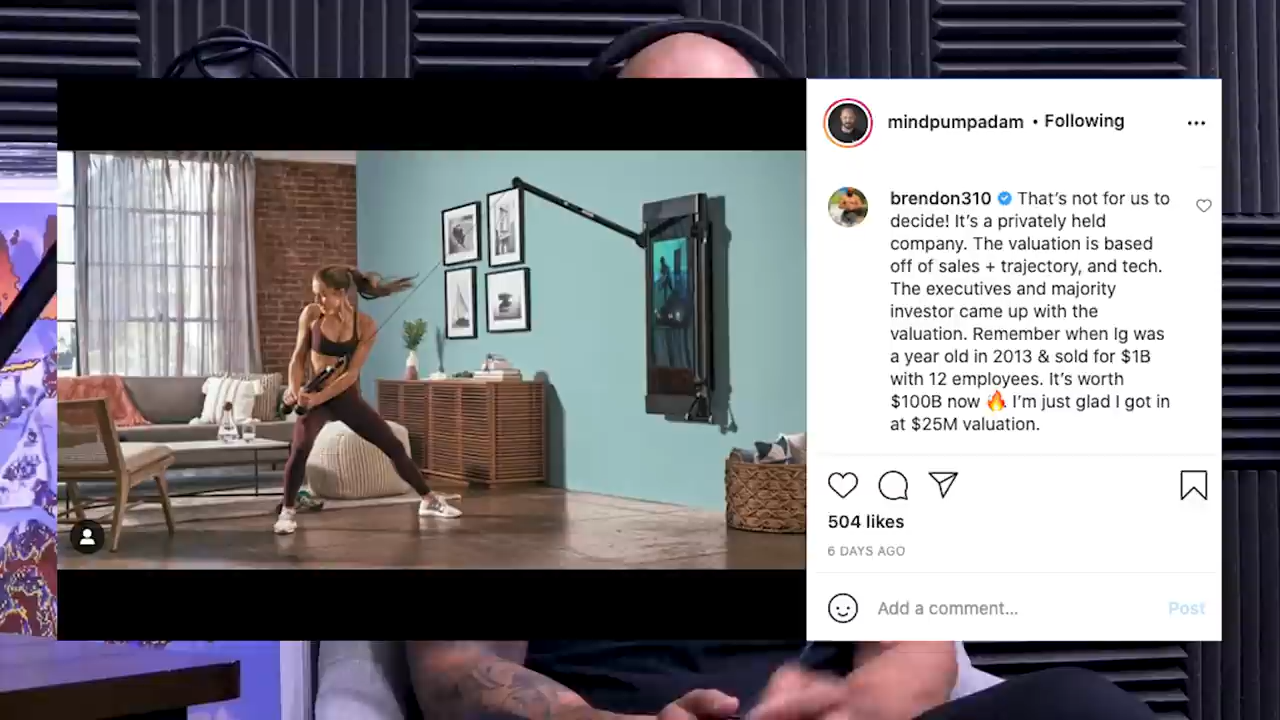 mindpumpadam • Following
brendon310 That's not for us to
decide! It's a privately held
company. The valuation is based
off of sales + trajectory, and tech.
The executives and majority
investor came up with the
valuation. Remember when Ig was
a year old in 2013 & sold for $1B
with 12 employees. It's worth
$100B now 🔥 I'm just glad I got in
at $25M valuation.
504 likes
6 DAYS AGO
Add a comment...
Post